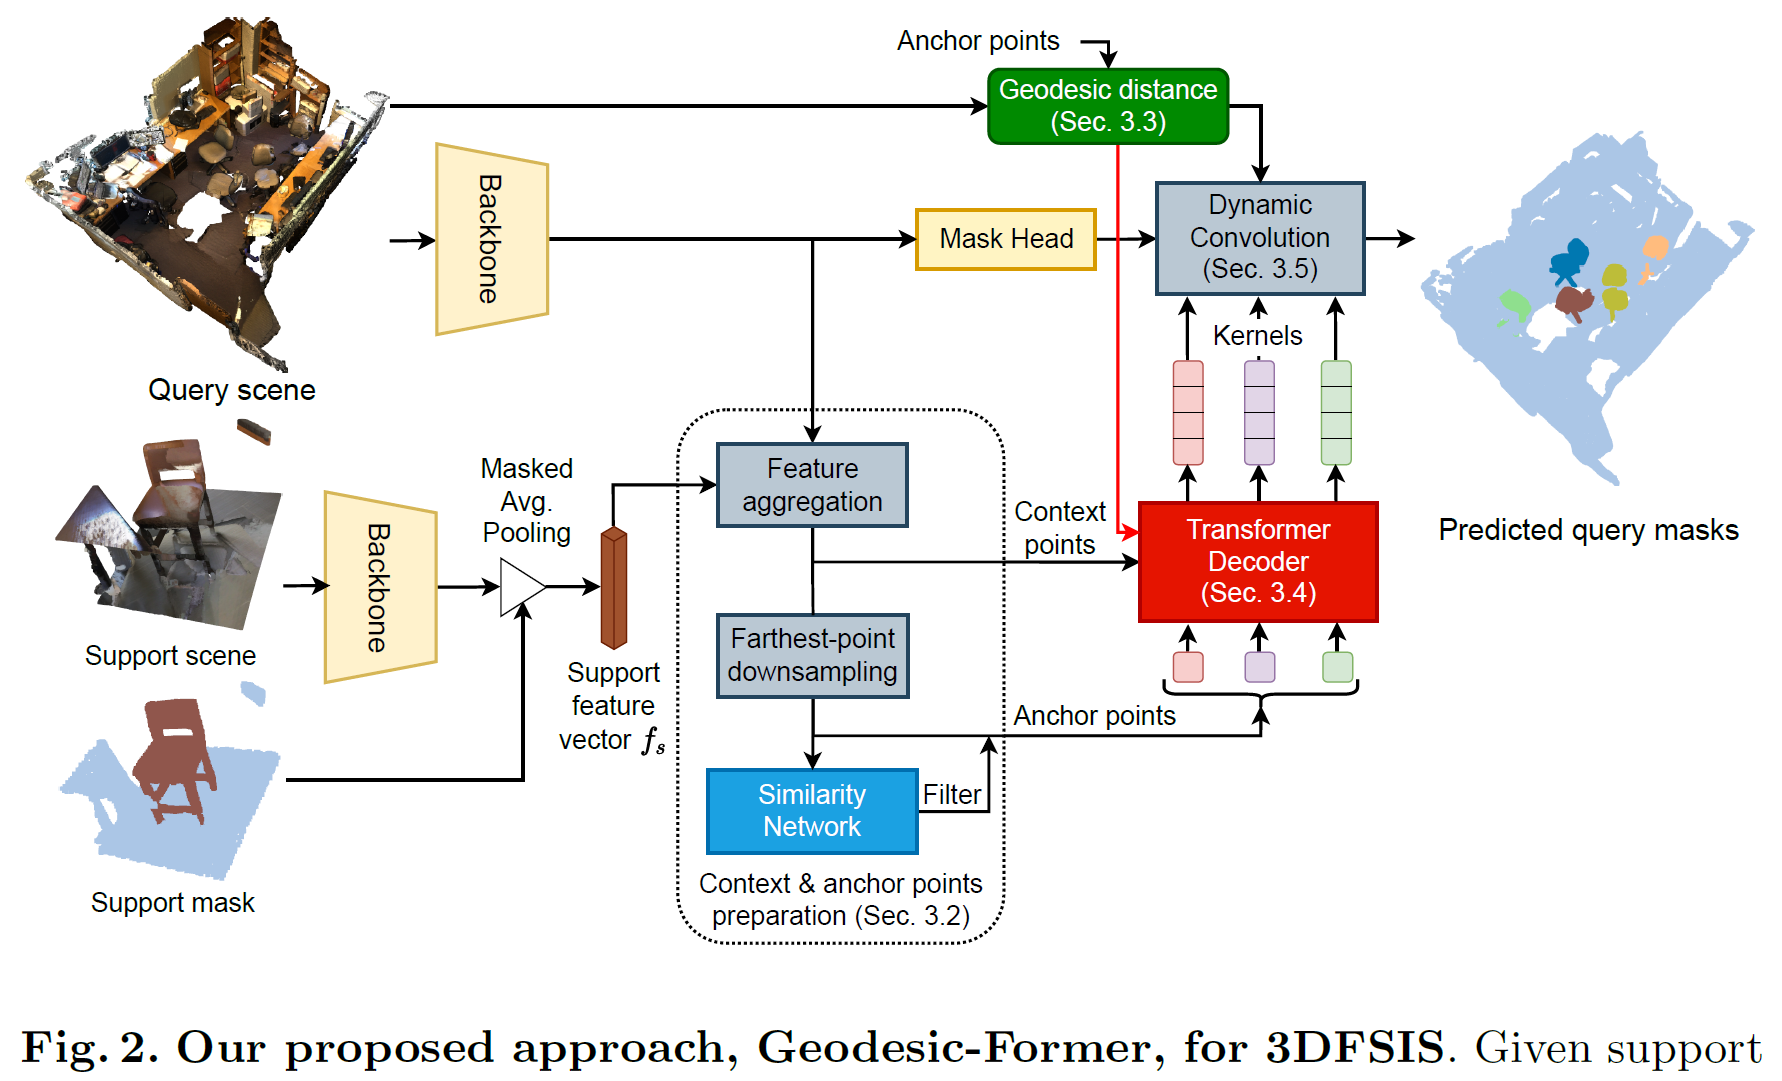 Anchor points
Geodesic distance
(Sec. 3.3)
Backbone
Mask Head
Dynamic
Convolution
(Sec. 3.5)
Kernels
Query scene
Masked
Avg.
Pooling
Feature
aggregation
Context
points
Transformer
Decoder
(Sec. 3.4)
Predicted query masks
Backbone
Support scene
Support
feature
vector fₛ
Farthest-point
downsampling
Anchor points
Similarity
Network
Filter
Context & anchor points
preparation (Sec. 3.2)
Support mask
Fig. 2. Our proposed approach, Geodesic-Former, for 3DFSIS. Given support